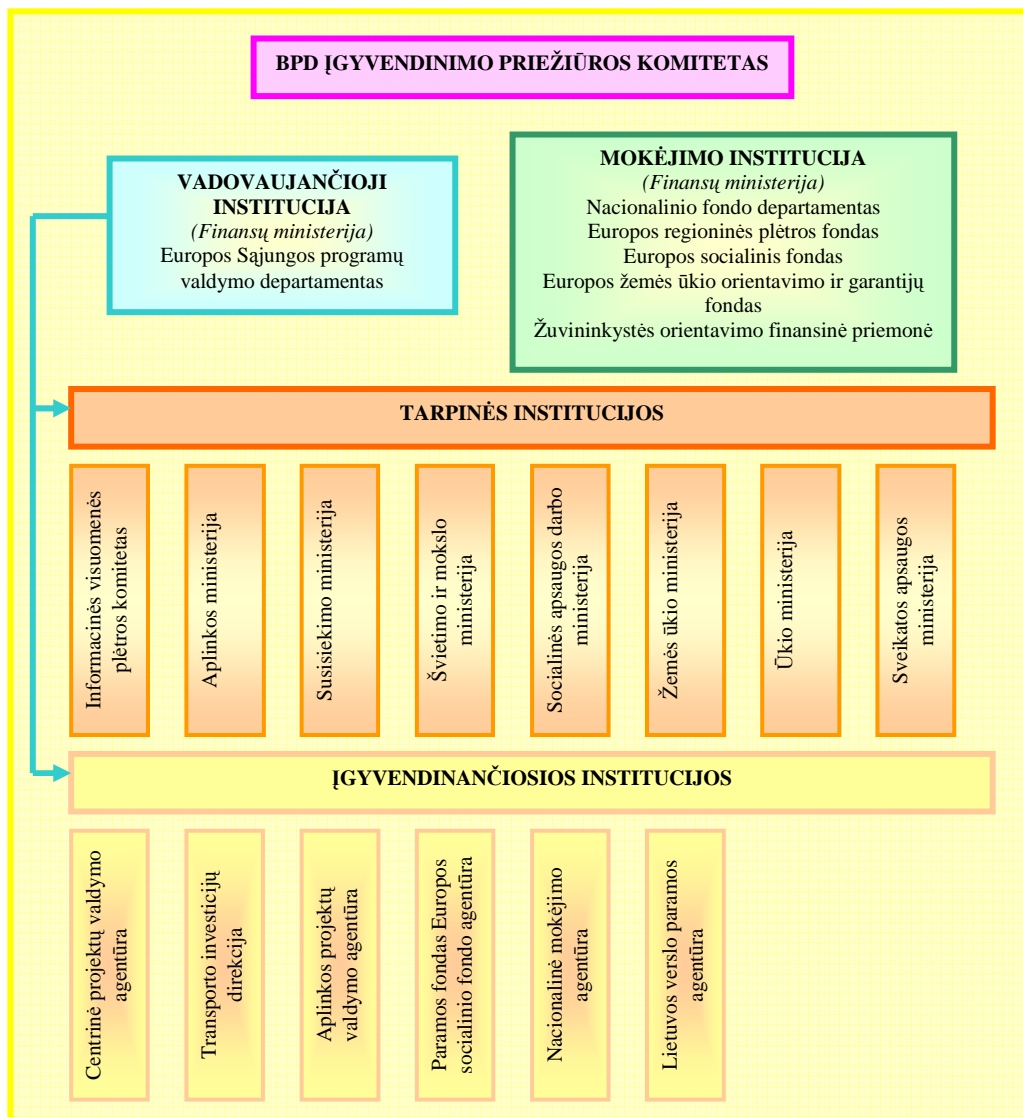 BPD ĮGYVENDINIMO PRIEŽIŪROS KOMITETAS
VADOVAUJANČIOJI
INSTITUCIJA
(Finansų ministerija)
Europos Sąjungos programų
valdymo departamentas
MOKĖJIMO INSTITUCIJA
(Finansų ministerija)
Nacionalinio fondo departamentas
Europos regioninės plėtros fondas
Europos socialinis fondas
Europos žemės ūkio orientavimo ir garantijų
fondas
Žuvininkystės orientavimo finansinė priemonė
TARPINĖS INSTITUCIJOS
Informacinės visuomenės
plėtros komitetas
Aplinkos ministerija
Susisiekimo ministerija
Švietimo ir mokslo
ministerija
Socialinės apsaugos darbo
ministerija
Žemės ūkio ministerija
Ūkio ministerija
Sveikatos apsaugos
ministerija
ĮGYVENDINANČIOSIOS INSTITUCIJOS
Centrinė projektų valdymo
agentūra
Transporto investicijų
direkcija
Aplinkos projektų
valdymo agentūra
Paramos fondas Europos
socialinio fondo agentūra
Nacionalinė mokėjimo
agentūra
Lietuvos verslo paramos
agentūra